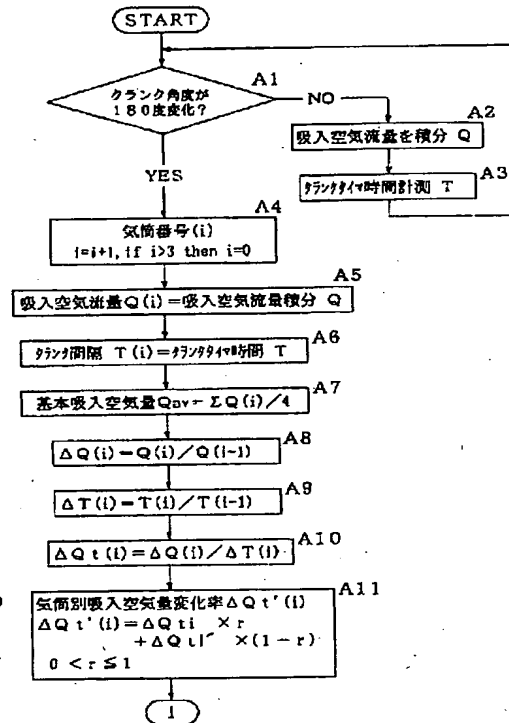 START
A1
クランク角度が
180度変化?
NO
A2
吸入空気流量を積分 Q
A3
クランクタイマ時間計測 T
YES
A4
気筒番号(i)
i=i+1, if i>3 then i=0
A5
吸入空気流量Q(i)=吸入空気流量積分 Q
A6
クランク間隔 T(i)=クランクタイマ時間 T
A7
基本吸入空気量Qav=ΣQ(i)/4
A8
ΔQ(i)=Q(i)/Q(i-1)
A9
ΔT(i)=T(i)/T(i-1)
A10
ΔQt(i)=ΔQ(i)/ΔT(i)
A11
気筒別吸入空気量変化率ΔQt'(i)
ΔQt'(i)=ΔQti ×r
×(1-r)
0<r≦1
1